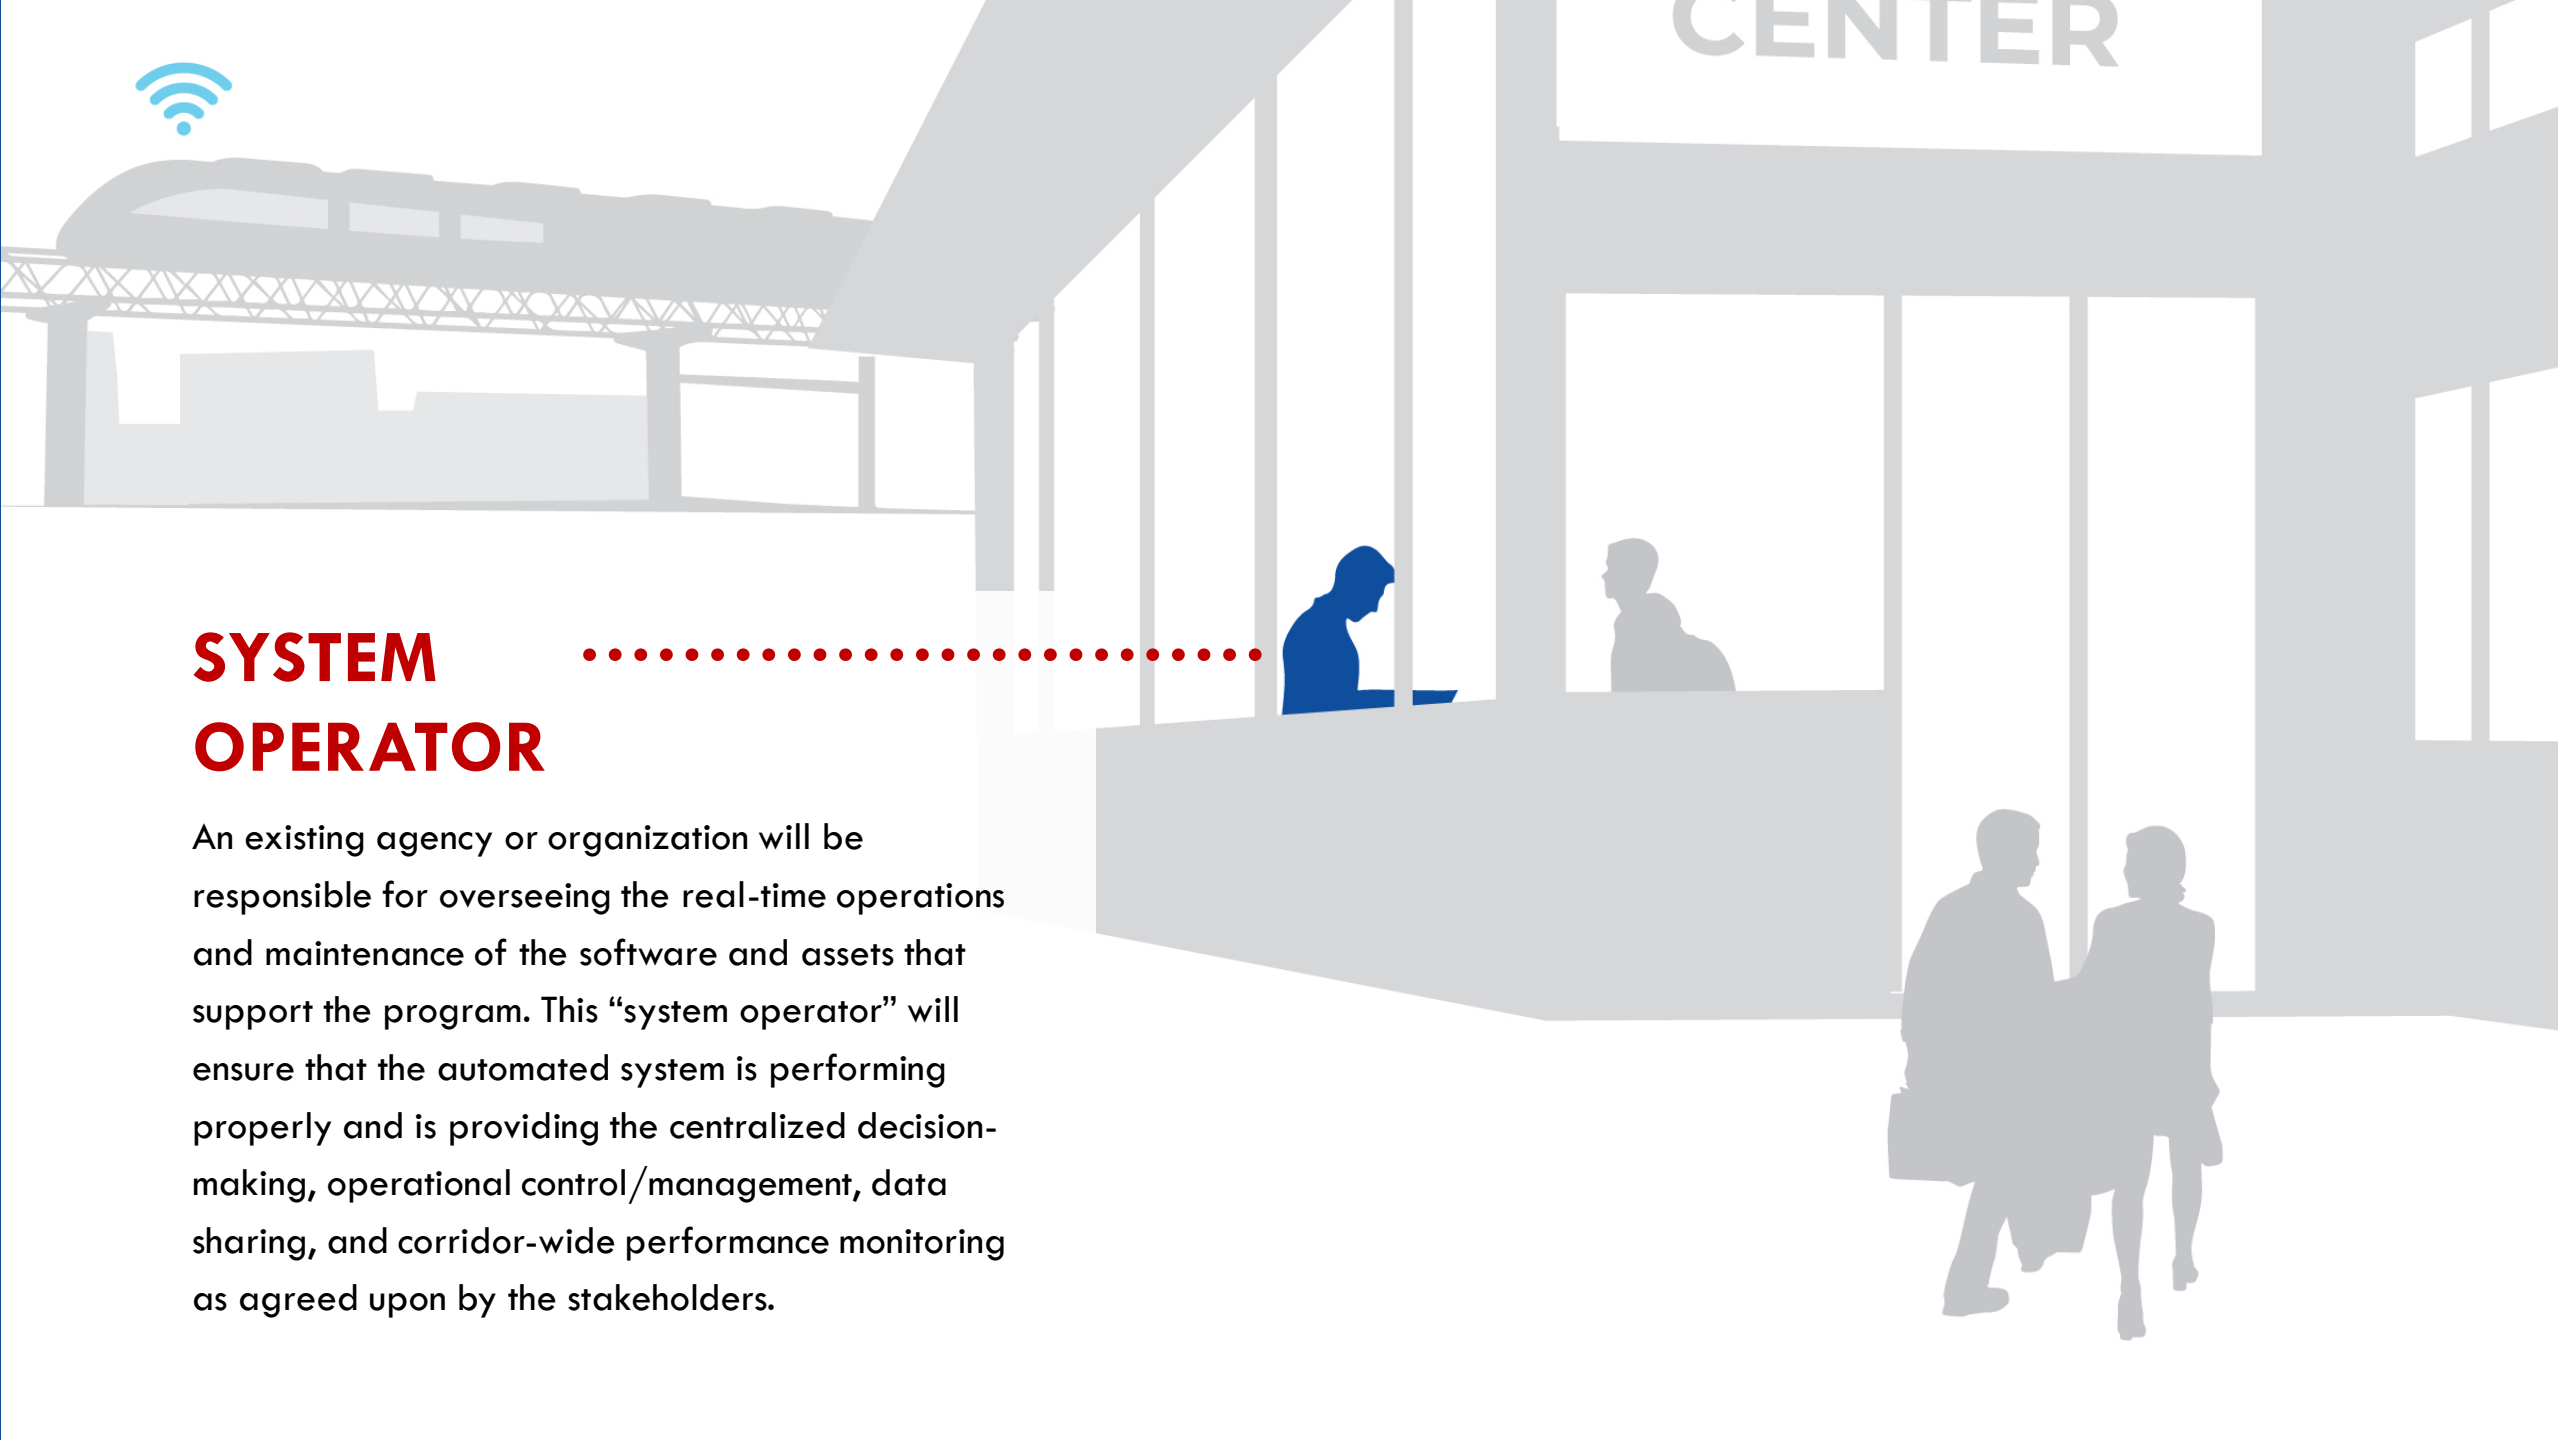 CENTER
SYSTEM
OPERATOR
An existing agency or organization will be
responsible for overseeing the real-time operations
and maintenance of the software and assets that
support the program. This “system operator” will
ensure that the automated system is performing
properly and is providing the centralized decision-
making, operational control/management, data
sharing, and corridor-wide performance monitoring
as agreed upon by the stakeholders.